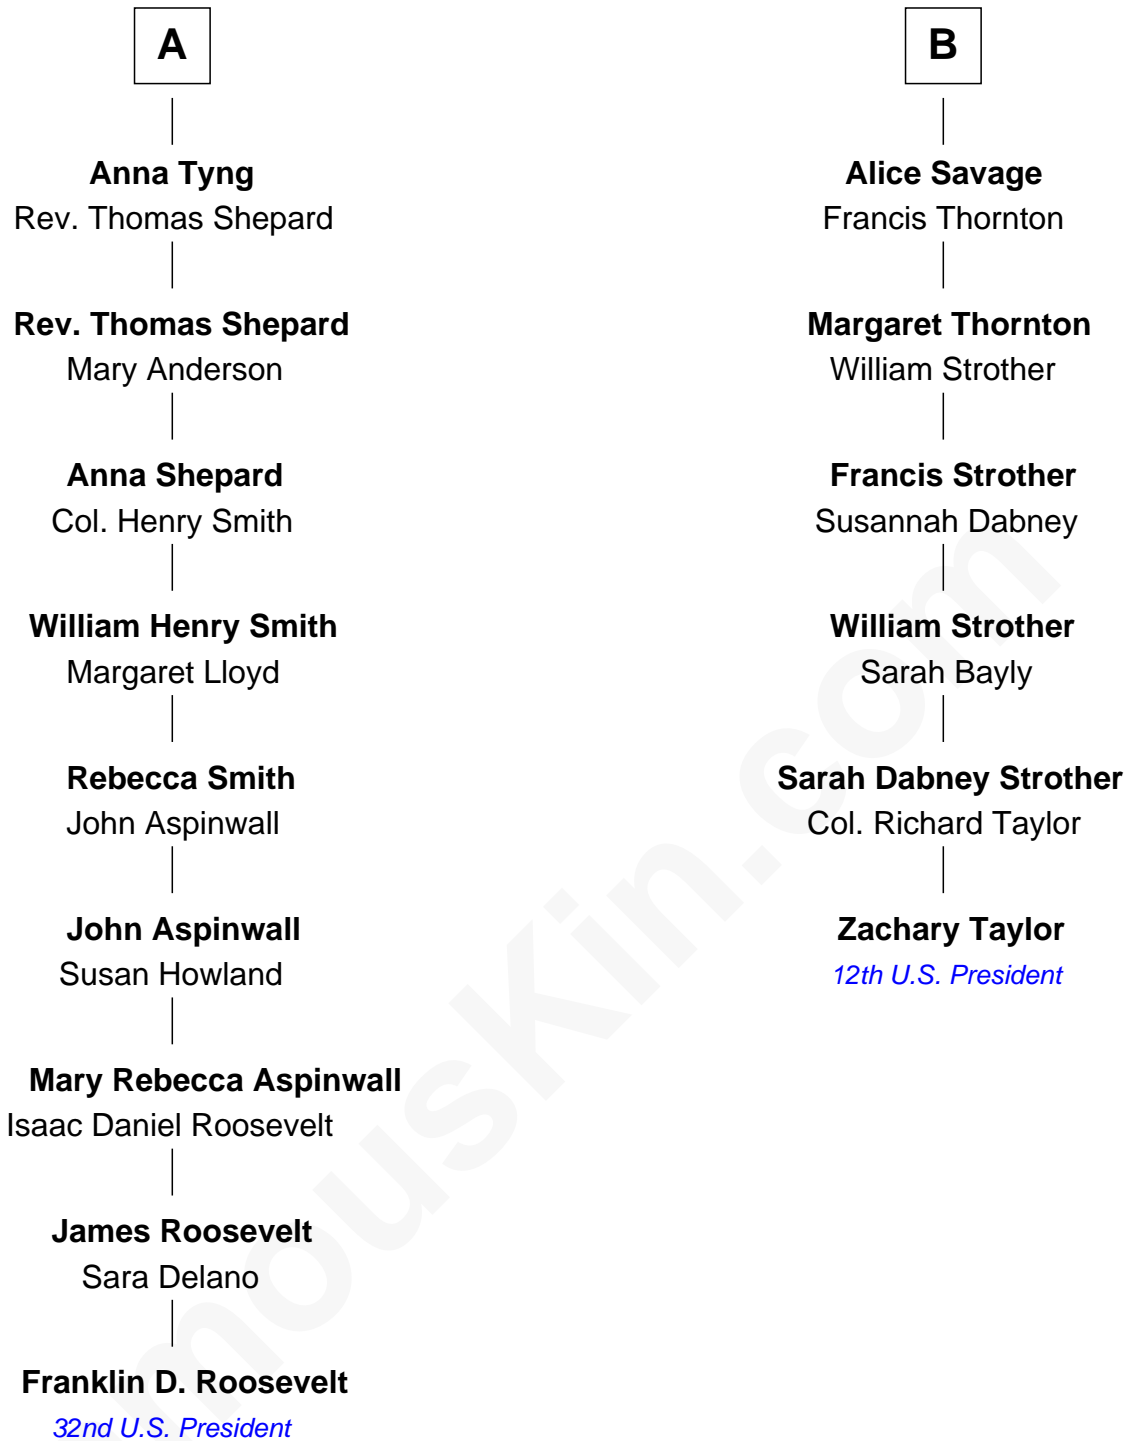 A
Anna Tyng
Rev. Thomas Shepard
Rev. Thomas Shepard
Mary Anderson
Anna Shepard
Col. Henry Smith
William Henry Smith
Margaret Lloyd
Rebecca Smith
John Aspinwall
John Aspinwall
Susan Howland
Mary Rebecca Aspinwall
Isaac Daniel Roosevelt
James Roosevelt
Sara Delano
Franklin D. Roosevelt
32nd U.S. President
B
Alice Savage
Francis Thornton
Margaret Thornton
William Strother
Francis Strother
Susannah Dabney
William Strother
Sarah Bayly
Sarah Dabney Strother
Col. Richard Taylor
Zachary Taylor
12th U.S. President
mouskin.com